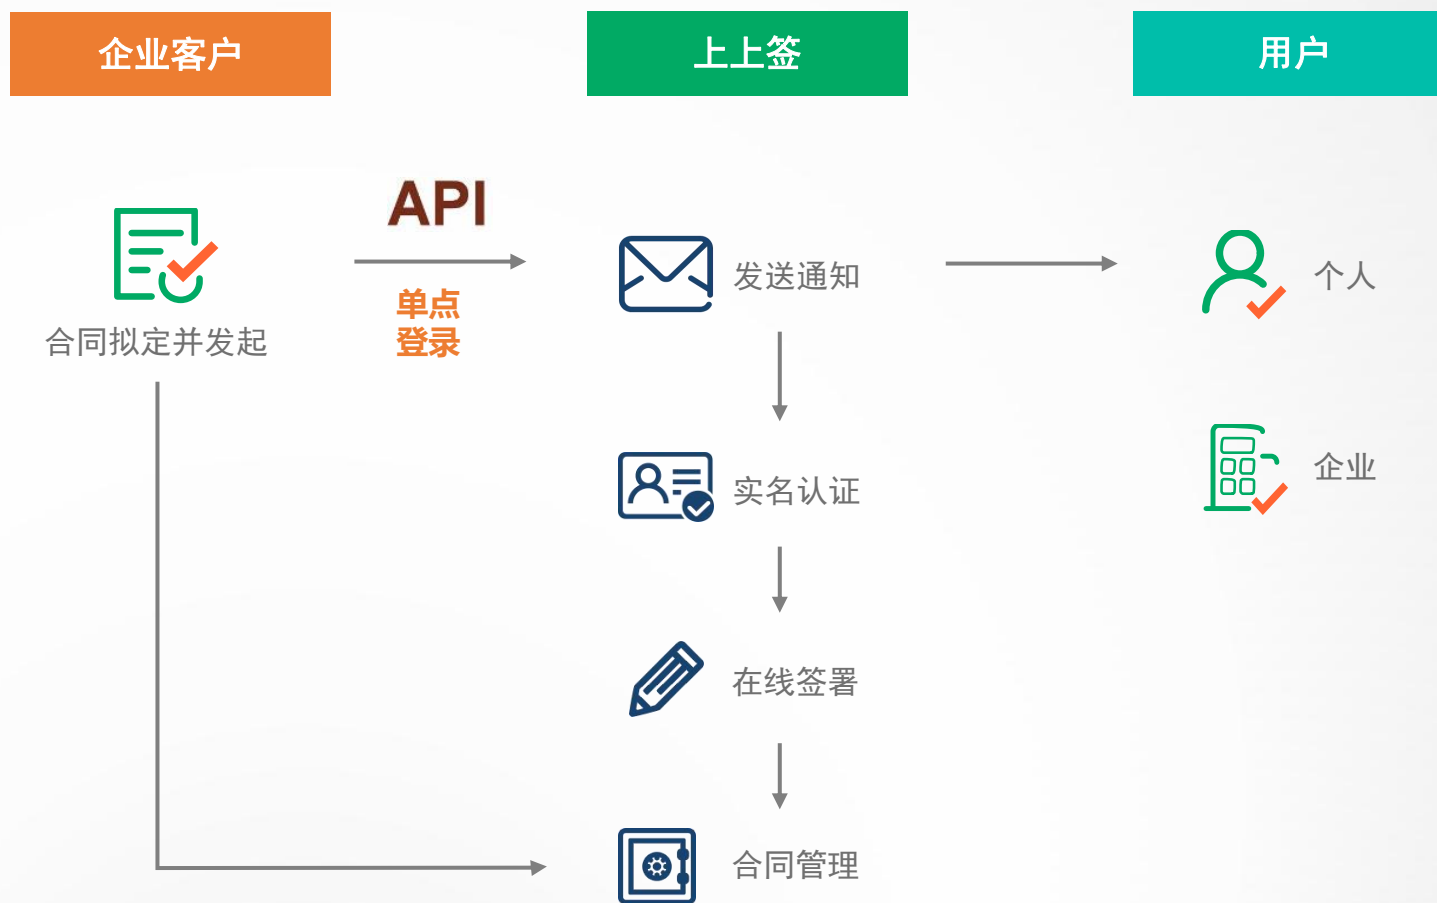 企业客户
上上签
用户
API
单点
登录
合同拟定并发起
发送通知
个人
实名认证
企业
在线签署
合同管理